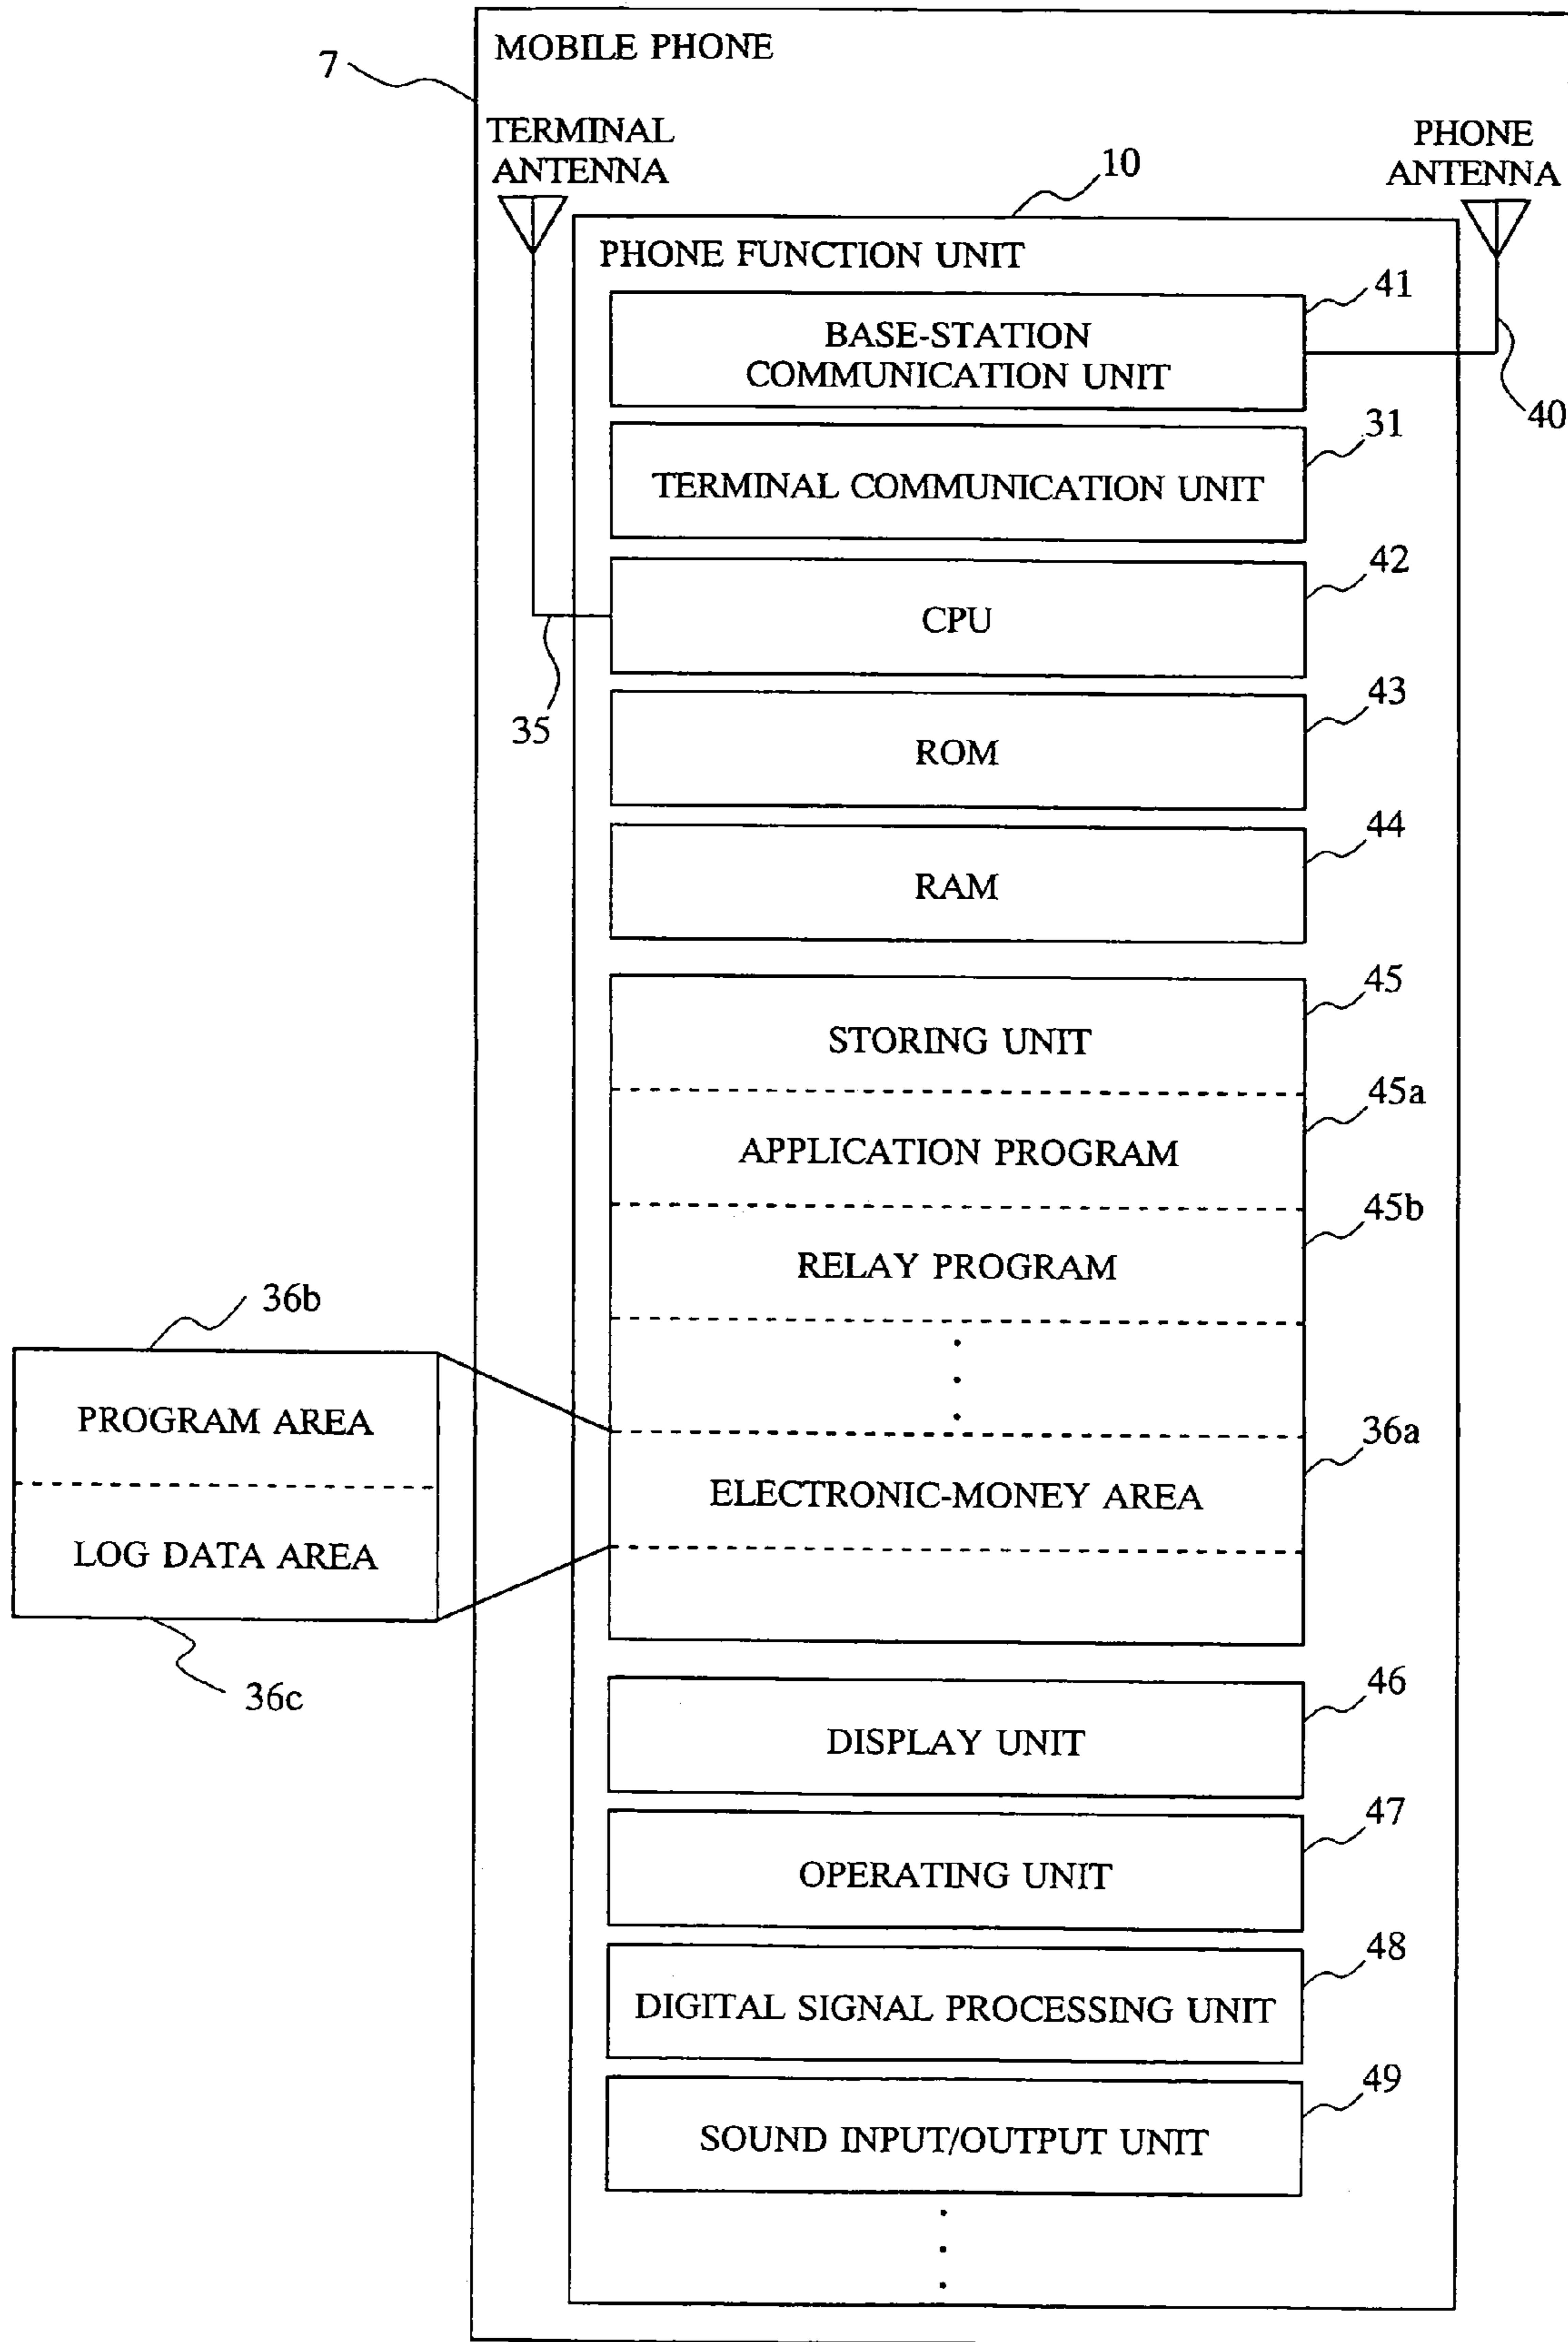 MOBILE PHONE
7
TERMINAL
ANTENNA
10
PHONE
ANTENNA
PHONE FUNCTION UNIT
41
BASE-STATION
COMMUNICATION UNIT
40
31
TERMINAL COMMUNICATION UNIT
42
CPU
35
43
ROM
44
RAM
45
STORING UNIT
45a
APPLICATION PROGRAM
45b
RELAY PROGRAM
36b
PROGRAM AREA
36a
ELECTRONIC-MONEY AREA
LOG DATA AREA
36c
46
DISPLAY UNIT
47
OPERATING UNIT
48
DIGITAL SIGNAL PROCESSING UNIT
49
SOUND INPUT/OUTPUT UNIT